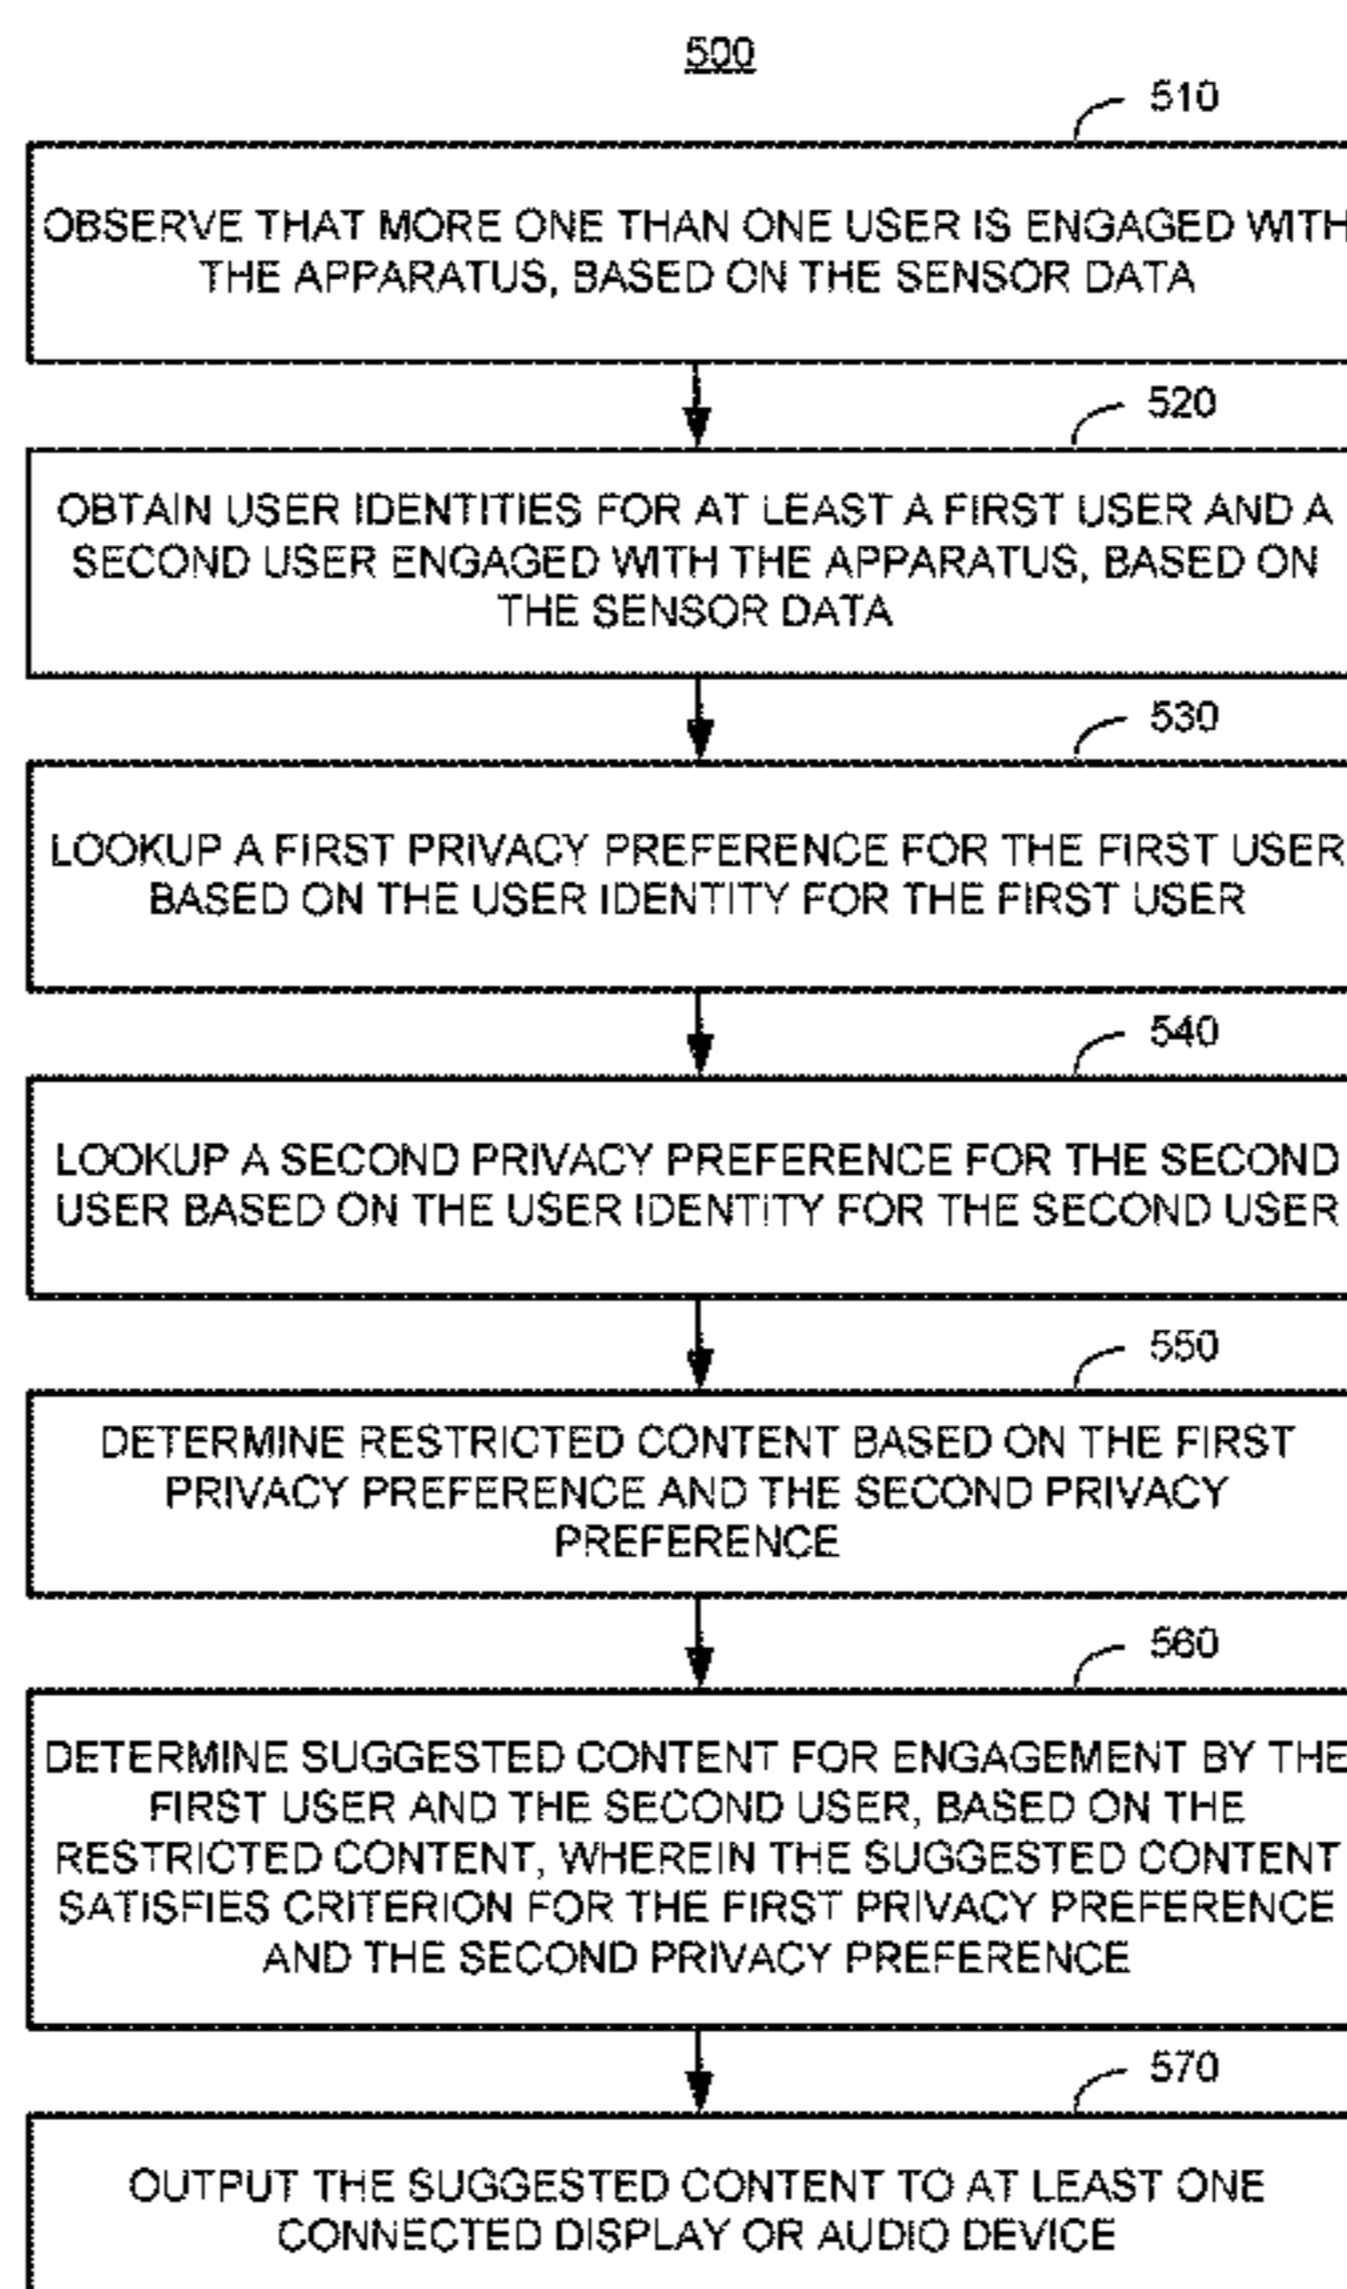 500
510
OBSERVE THAT MORE ONE THAN ONE USER IS ENGAGED WITH
THE APPARATUS, BASED ON THE SENSOR DATA
520
OBTAIN USER IDENTITIES FOR AT LEAST A FIRST USER AND A
SECOND USER ENGAGED WITH THE APPARATUS, BASED ON
THE SENSOR DATA
530
LOOKUP A FIRST PRIVACY PREFERENCE FOR THE FIRST USER
BASED ON THE USER IDENTITY FOR THE FIRST USER
540
LOOKUP A SECOND PRIVACY PREFERENCE FOR THE SECOND
USER BASED ON THE USER IDENTITY FOR THE SECOND USER
550
DETERMINE RESTRICTED CONTENT BASED ON THE FIRST
PRIVACY PREFERENCE AND THE SECOND PRIVACY
PREFERENCE
560
DETERMINE SUGGESTED CONTENT FOR ENGAGEMENT BY THE
FIRST USER AND THE SECOND USER, BASED ON THE
RESTRICTED CONTENT, WHEREIN THE SUGGESTED CONTENT
SATISFIES CRITERION FOR THE FIRST PRIVACY PREFERENCE
AND THE SECOND PRIVACY PREFERENCE
570
OUTPUT THE SUGGESTED CONTENT TO AT LEAST ONE
CONNECTED DISPLAY OR AUDIO DEVICE